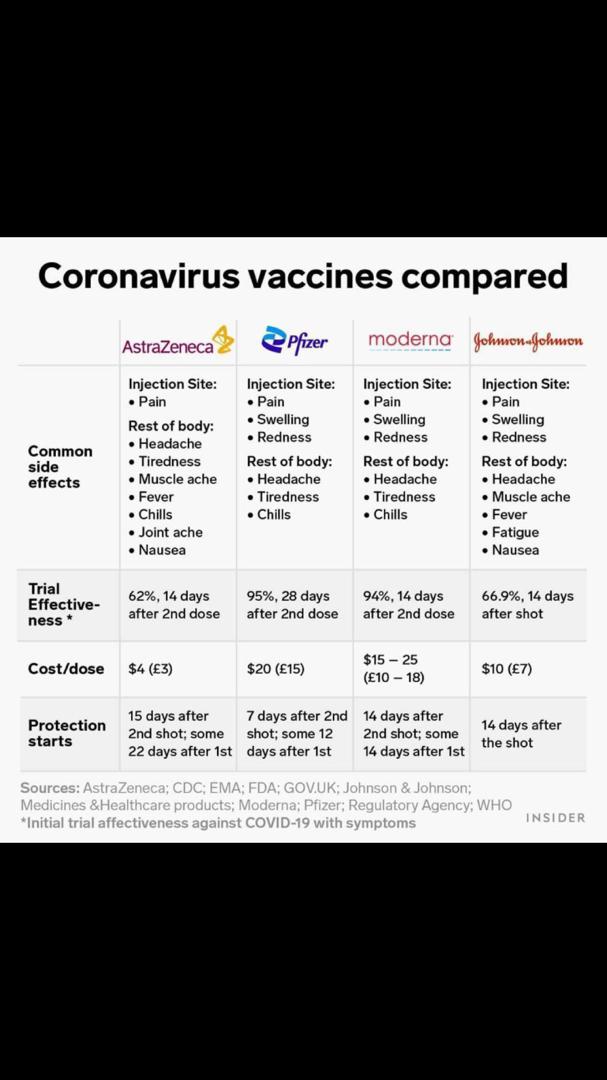 Coronavirus vaccines compared
AstraZeneca
Pfizer
moderna
Johnson&Johnson
Common
side
effects
Injection Site:
• Pain
Rest of body:
• Headache
• Tiredness
• Muscle ache
• Fever
• Chills
• Joint ache
• Nausea
Injection Site:
• Pain
• Swelling
• Redness
Rest of body:
• Headache
• Tiredness
• Chills
Injection Site:
• Pain
• Swelling
• Redness
Rest of body:
• Headache
• Tiredness
• Chills
Injection Site:
• Pain
• Swelling
• Redness
Rest of body:
• Headache
• Muscle ache
• Fever
• Fatigue
• Nausea
Trial
Effective-
ness *
62%, 14 days
after 2nd dose
95%, 28 days
after 2nd dose
94%, 14 days
after 2nd dose
66.9%, 14 days
after shot
Cost/dose
$4 (£3)
$20 (£15)
$15 – 25
(£10 – 18)
$10 (£7)
Protection
starts
15 days after
2nd shot; some
22 days after 1st
7 days after 2nd
shot; some 12
days after 1st
14 days after
2nd shot; some
14 days after 1st
14 days after
the shot
Sources: AstraZeneca; CDC; EMA; FDA; GOV.UK; Johnson & Johnson;
Medicines &Healthcare products; Moderna; Pfizer; Regulatory Agency; WHO
*Initial trial affectiveness against COVID-19 with symptoms
INSIDER